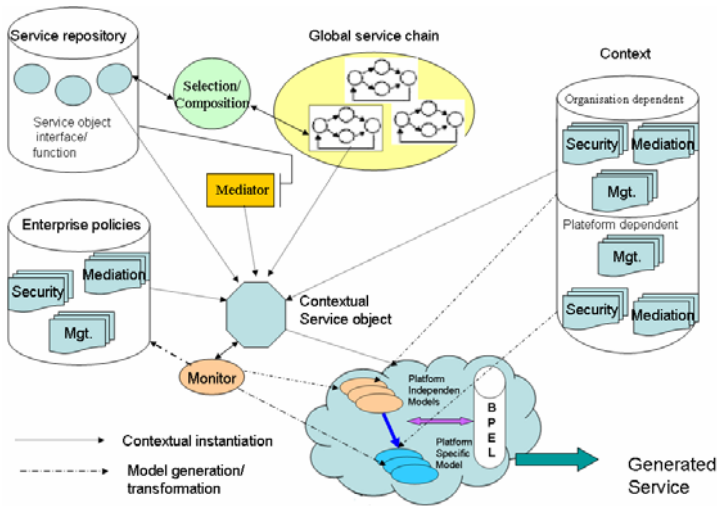 Service repository
Global service chain
Context
Selection/
Composition
Service object
interface/
function
Organisation dependent
Security
Mediation
Mgt.
Mediator
Enterprise policies
Plateform dependent
Mgt.
Mediation
Security
Mgt.
Security
Mediation
Contextual
Service object
Monitor
Platform
Independen
Models
B
P
E
L
Platform
Specific
Model
Contextual instantiation
Model generation/
transformation
Generated
Service